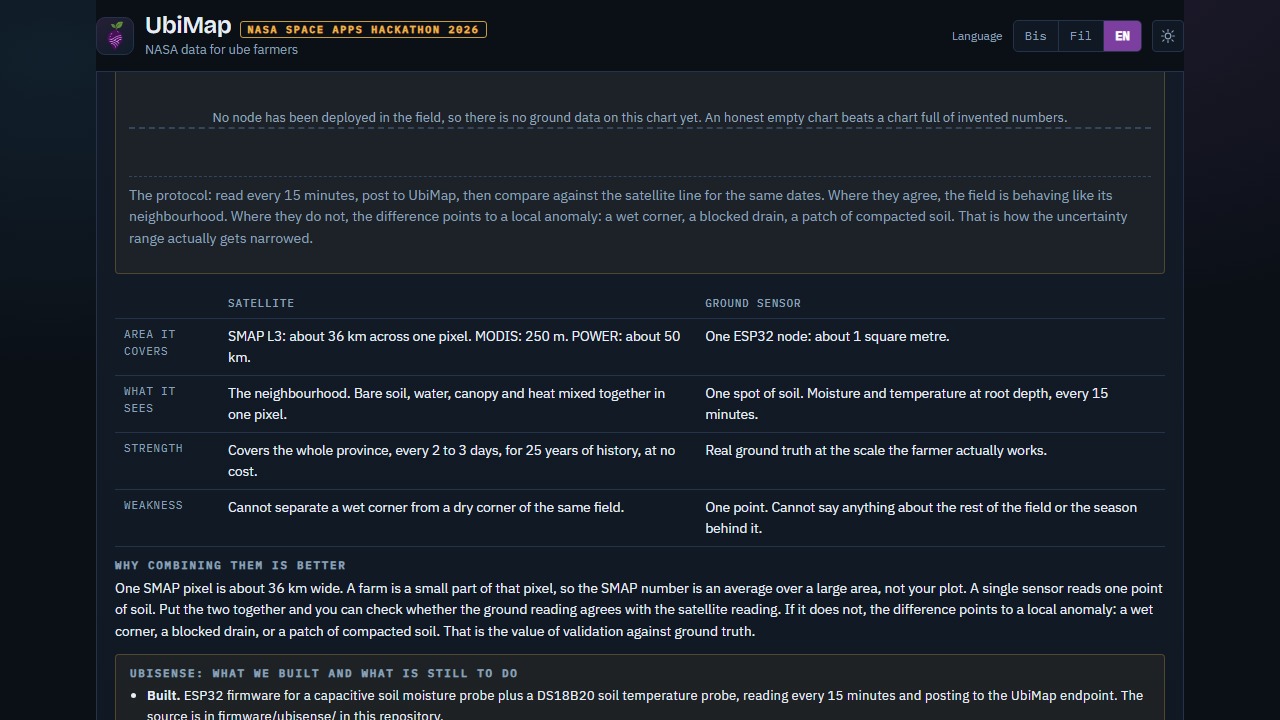 UbiMap NASA SPACE APPS HACKATHON 2026
NASA data for ube farmers
Language Bis Fil EN
No node has been deployed in the field, so there is no ground data on this chart yet. An honest empty chart beats a chart full of invented numbers.
The protocol: read every 15 minutes, post to UbiMap, then compare against the satellite line for the same dates. Where they agree, the field is behaving like its
neighbourhood. Where they do not, the difference points to a local anomaly: a wet corner, a blocked drain, a patch of compacted soil. That is how the uncertainty
range actually gets narrowed.
SATELLITE GROUND SENSOR
AREA IT
COVERS
SMAP L3: about 36 km across one pixel. MODIS: 250 m. POWER: about 50
km.
One ESP32 node: about 1 square metre.
WHAT IT
SEES
The neighbourhood. Bare soil, water, canopy and heat mixed together in
one pixel.
One spot of soil. Moisture and temperature at root depth, every 15
minutes.
STRENGTH
Covers the whole province, every 2 to 3 days, for 25 years of history, at no
cost.
Real ground truth at the scale the farmer actually works.
WEAKNESS
Cannot separate a wet corner from a dry corner of the same field.
One point. Cannot say anything about the rest of the field or the season
behind it.
WHY COMBINING THEM IS BETTER
One SMAP pixel is about 36 km wide. A farm is a small part of that pixel, so the SMAP number is an average over a large area, not your plot. A single sensor reads one point
of soil. Put the two together and you can check whether the ground reading agrees with the satellite reading. If it does not, the difference points to a local anomaly: a wet
corner, a blocked drain, or a patch of compacted soil. That is the value of validation against ground truth.
UBISENSE: WHAT WE BUILT AND WHAT IS STILL TO DO
• Built. ESP32 firmware for a capacitive soil moisture probe plus a DS18B20 soil temperature probe, reading every 15 minutes and posting to the UbiMap endpoint. The
source is in firmware/ubisense/ in this repository.